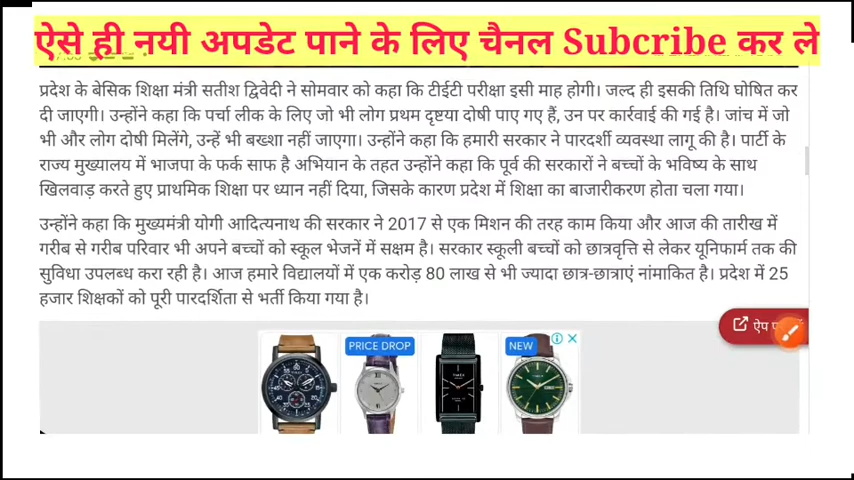 ऐसे ही नयी अपडेट पाने के लिए चैनल Subcribe कर ले
प्रदेश के बेसिक शिक्षा मंत्री सतीश द्विवेदी ने सोमवार को कहा कि टीईटी परीक्षा इसी माह होगी। जल्द ही इसकी तिथि घोषित कर
दी जाएगी। उन्होंने कहा कि पर्चा लीक के लिए जो भी लोग प्रथम दृष्टया दोषी पाए गए हैं, उन पर कार्रवाई की गई है। जांच में जो
भी और लोग दोषी मिलेंगे, उन्हें भी बख्शा नहीं जाएगा। उन्होंने कहा कि हमारी सरकार ने पारदर्शी व्यवस्था लागू की है। पार्टी के
राज्य मुख्यालय में भाजपा के फर्क साफ है अभियान के तहत उन्होंने कहा कि पूर्व की सरकारों ने बच्चों के भविष्य के साथ
खिलवाड़ करते हुए प्राथमिक शिक्षा पर ध्यान नहीं दिया, जिसके कारण प्रदेश में शिक्षा का बाजारीकरण होता चला गया।
उन्होंने कहा कि मुख्यमंत्री योगी आदित्यनाथ की सरकार ने 2017 से एक मिशन की तरह काम किया और आज की तारीख में
गरीब से गरीब परिवार भी अपने बच्चों को स्कूल भेजनें में सक्षम है। सरकार स्कूली बच्चों को छात्रवृत्ति से लेकर यूनिफार्म तक की
सुविधा उपलब्ध करा रही है। आज हमारे विद्यालयों में एक करोड़ 80 लाख से भी ज्यादा छात्र-छात्राएं नांमाकित है। प्रदेश में 25
हजार शिक्षकों को पूरी पारदर्शिता से भर्ती किया गया है।
ऐप
PRICE DROP
NEW
TIMEX